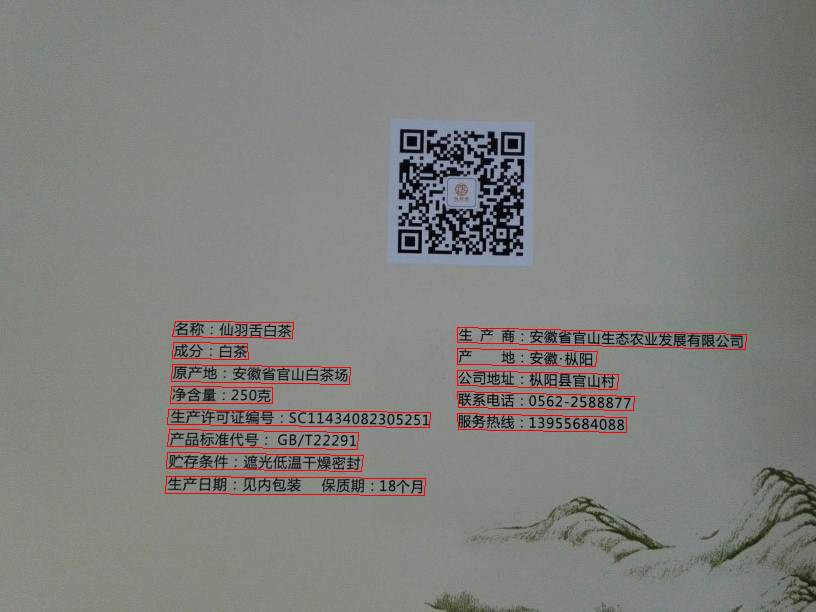 名称：仙羽舌白茶
成分：白茶
原产地：安徽省官山白茶场
净含量：250克
生产许可证编号：SC11434082305251
产品标准代号： GB/T22291
贮存条件：遮光低温干燥密封
生产日期：见内包装 保质期：18个月
生 产 商：安徽省官山生态农业发展有限公司
产 地：安徽·枞阳
公司地址：枞阳县官山村
联系电话：0562-2588877
服务热线：13955684088